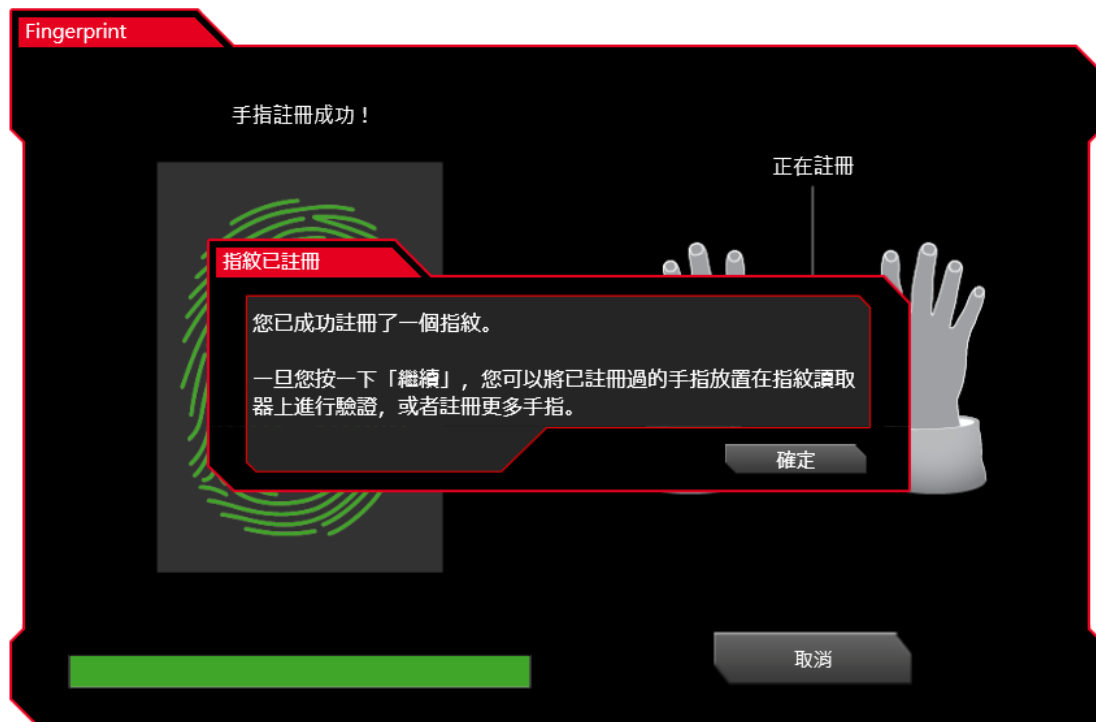 Fingerprint
手指註冊成功！
正在註冊
指紋已註冊
您已成功註冊了一個指紋。
一旦您按一下「繼續」，您可以將已註冊過的手指放置在指紋讀取
器上進行驗證，或者註冊更多手指。
確定
取消